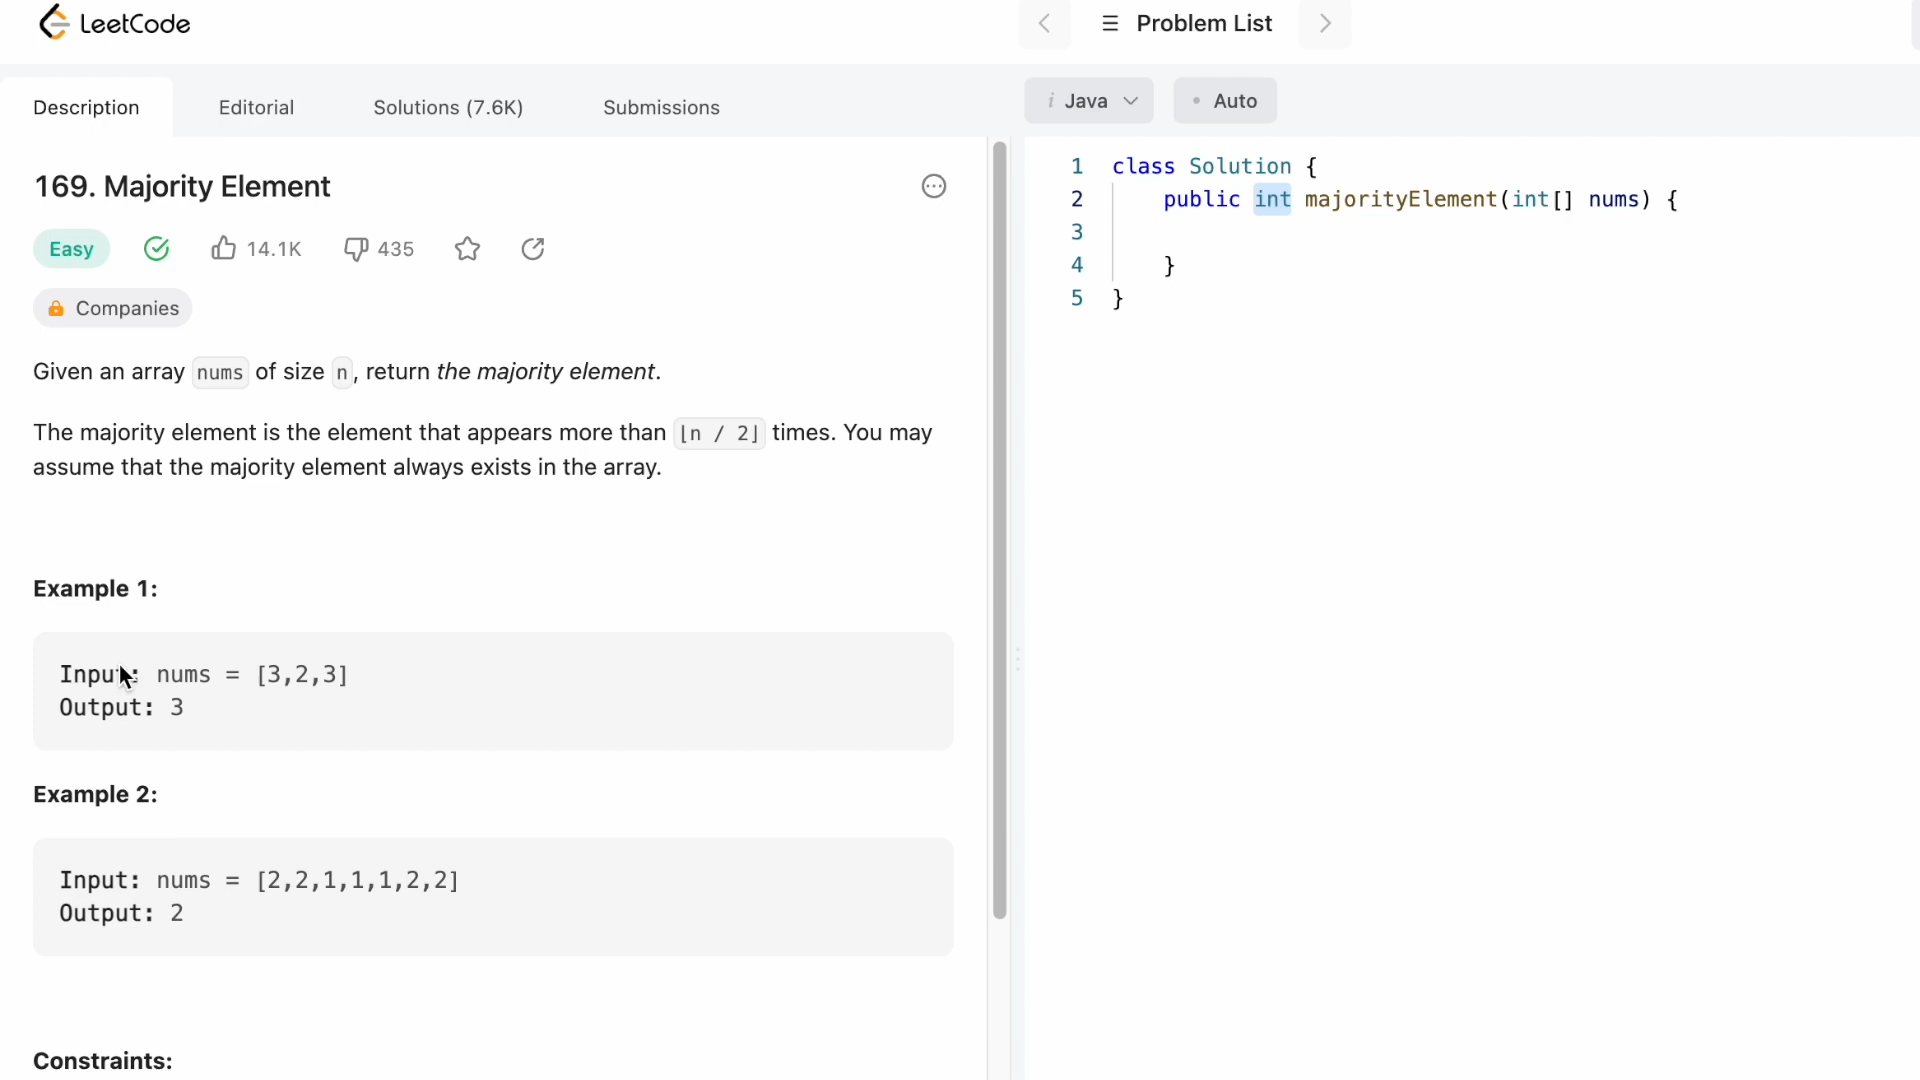 LeetCode
Problem List
Description Editorial Solutions (7.6K) Submissions
i Java • Auto
169. Majority Element
Easy 14.1K 435
Companies
Given an array nums of size n, return the majority element.
The majority element is the element that appears more than ⌊n / 2⌋ times. You may
assume that the majority element always exists in the array.
Example 1:
Input: nums = [3,2,3]
Output: 3
Example 2:
Input: nums = [2,2,1,1,1,2,2]
Output: 2
Constraints:
1 class Solution {
2 public int majorityElement(int[] nums) {
3
4 }
5 }